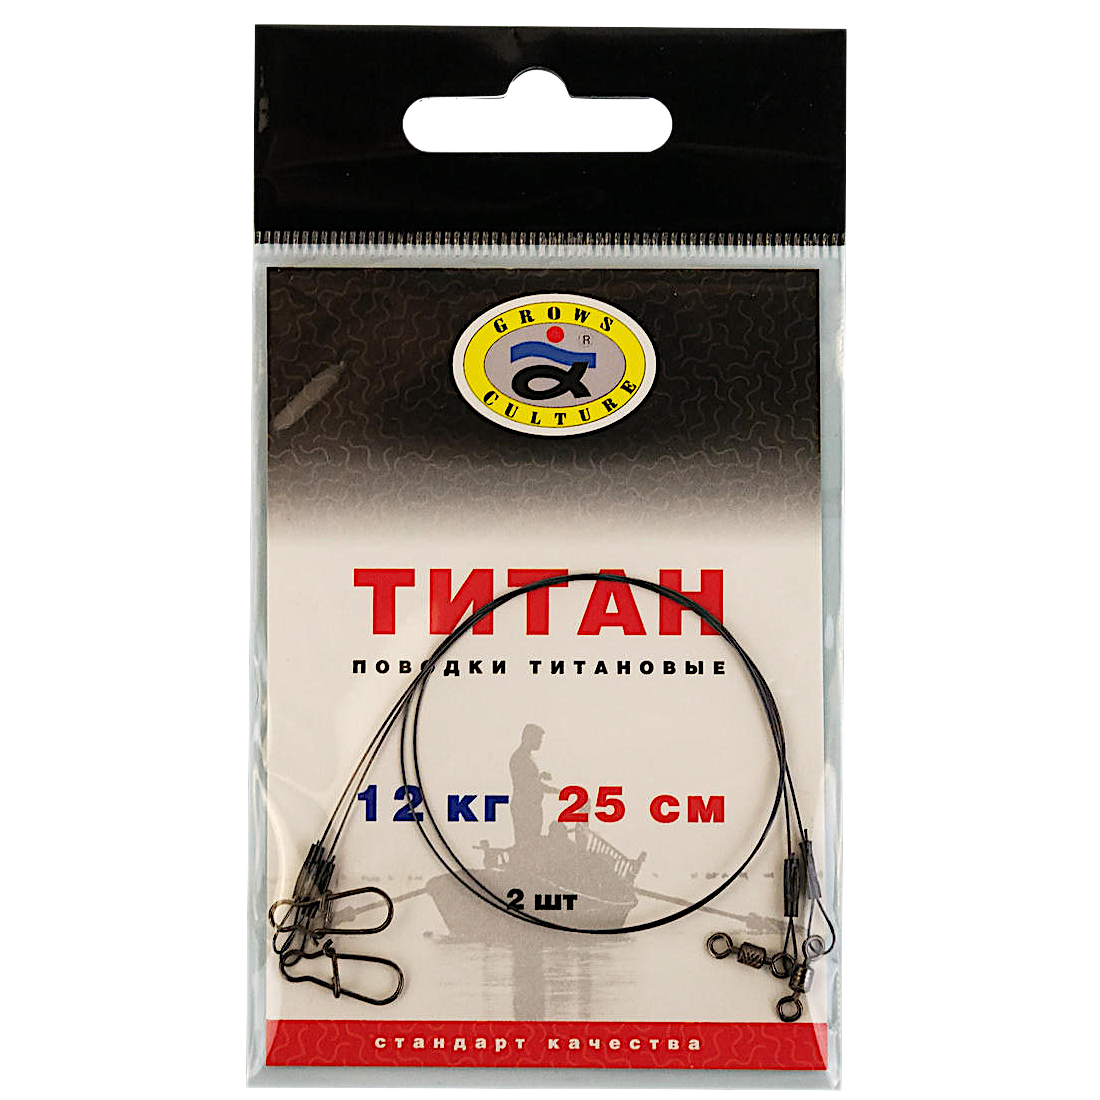 GROWS
R
CULTURE
ТИТАН
ПОВОДКИ ТИТАНОВЫЕ
12 кг 25 см
2 шт
стандарт качества